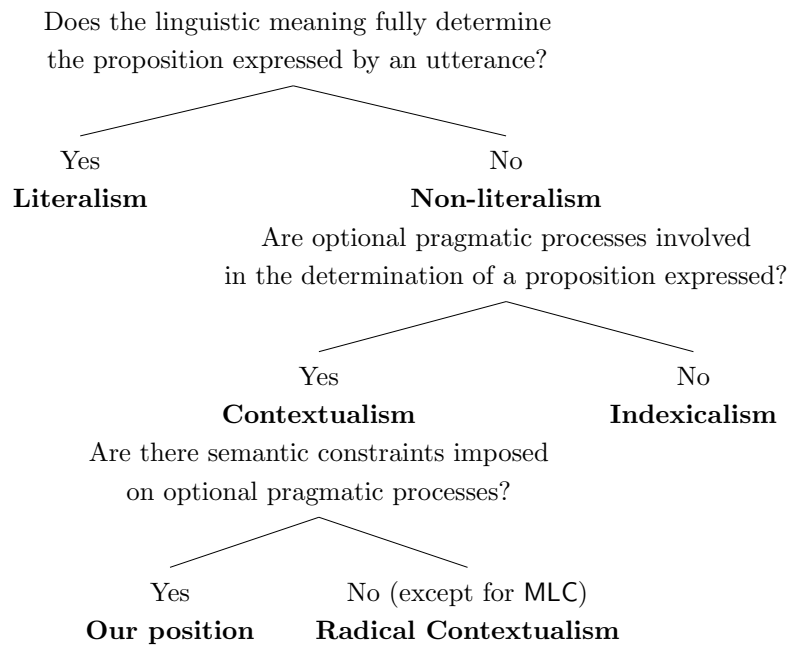 Does the linguistic meaning fully determine
the proposition expressed by an utterance?
Yes
No
Literalism
Non-literalism
Are optional pragmatic processes involved
in the determination of a proposition expressed?
Yes
No
Contextualism
Indexicalism
Are there semantic constraints imposed
on optional pragmatic processes?
Yes
No (except for MLC)
Our position
Radical Contextualism